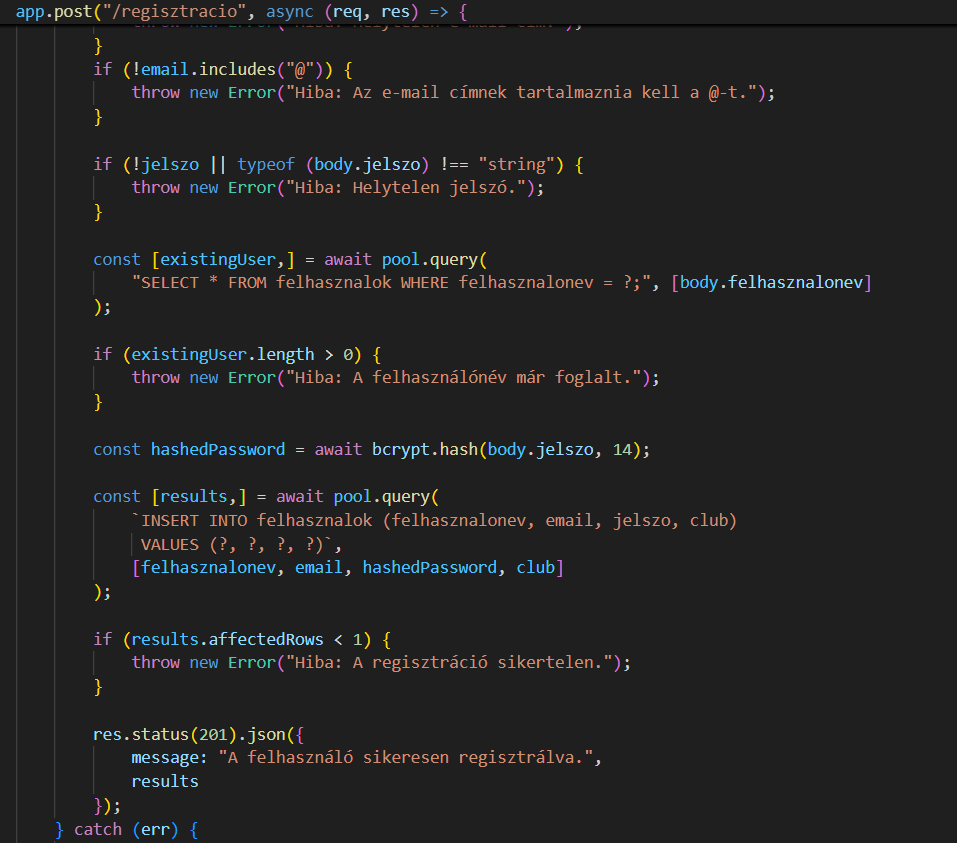 app.post("/regisztracio", async (req, res) => {
}
if (!email.includes("@")) {
throw new Error("Hiba: Az e-mail címnek tartalmaznia kell a @-t.");
}
if (!jelszo || typeof (body.jelszo) !== "string") {
throw new Error("Hiba: Helytelen jelszó.");
}
const [existingUser,] = await pool.query(
"SELECT * FROM felhasznalok WHERE felhasznalonev = ?;", [body.felhasznalonev]
);
if (existingUser.length > 0) {
throw new Error("Hiba: A felhasználónév már foglalt.");
}
const hashedPassword = await bcrypt.hash(body.jelszo, 14);
const [results,] = await pool.query(
`INSERT INTO felhasznalok (felhasznalonev, email, jelszo, club)
VALUES (?, ?, ?, ?)`,
[felhasznalonev, email, hashedPassword, club]
);
if (results.affectedRows < 1) {
throw new Error("Hiba: A regisztráció sikertelen.");
}
res.status(201).json({
message: "A felhasználó sikeresen regisztrálva.",
results
});
} catch (err) {